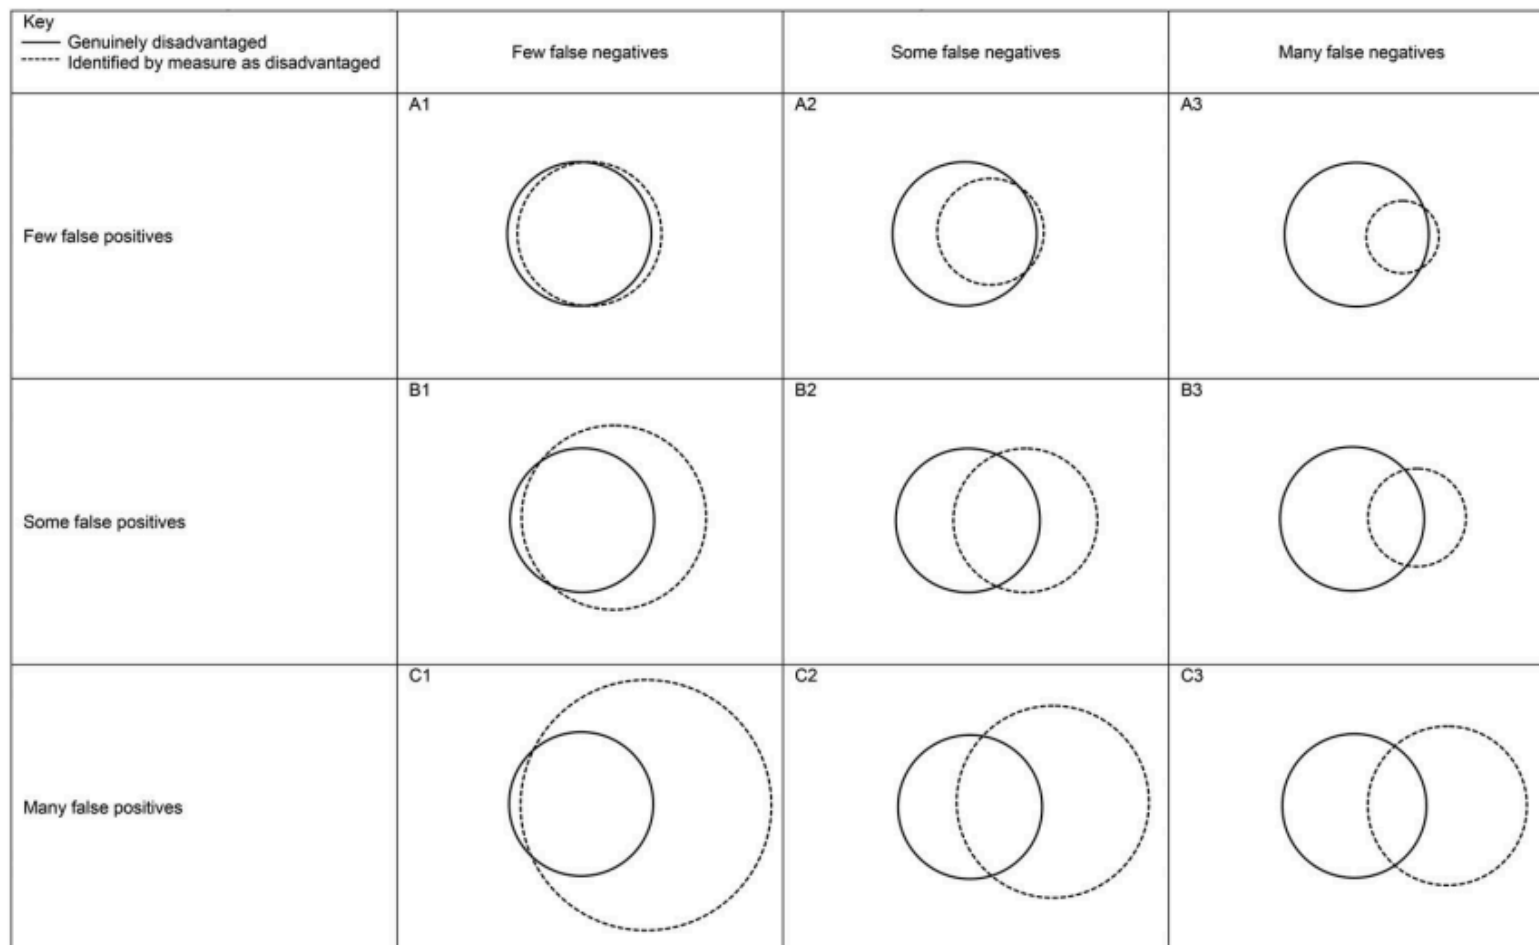 Key
Genuinely disadvantaged
Identified by measure as disadvantaged
Few false negatives
Some false negatives
Many false negatives
Few false positives
A1
A2
A3
Some false positives
B1
B2
B3
Many false positives
C1
C2
C3